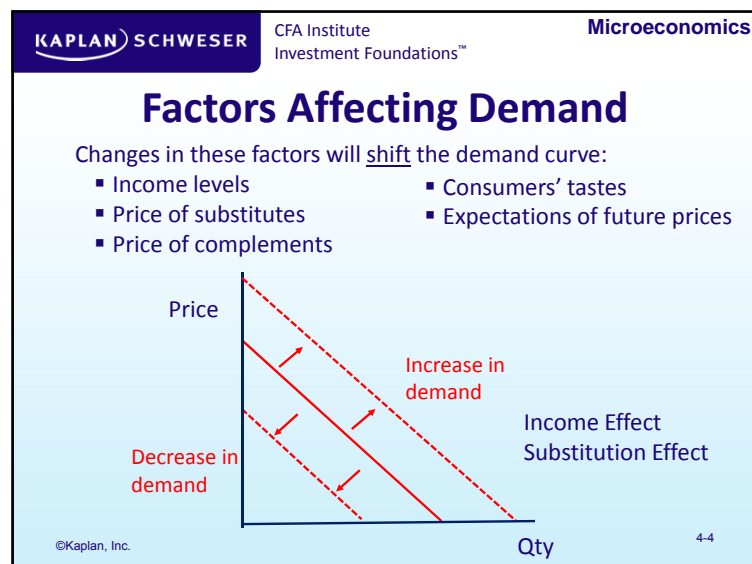 KAPLAN SCHWESER
CFA Institute
Investment Foundations™
Microeconomics
Factors Affecting Demand
Changes in these factors will shift the demand curve:
▪ Income levels
▪ Price of substitutes
▪ Price of complements
▪ Consumers' tastes
▪ Expectations of future prices
Price
Increase in
demand
Income Effect
Substitution Effect
Decrease in
demand
©Kaplan, Inc.
Qty
4-4